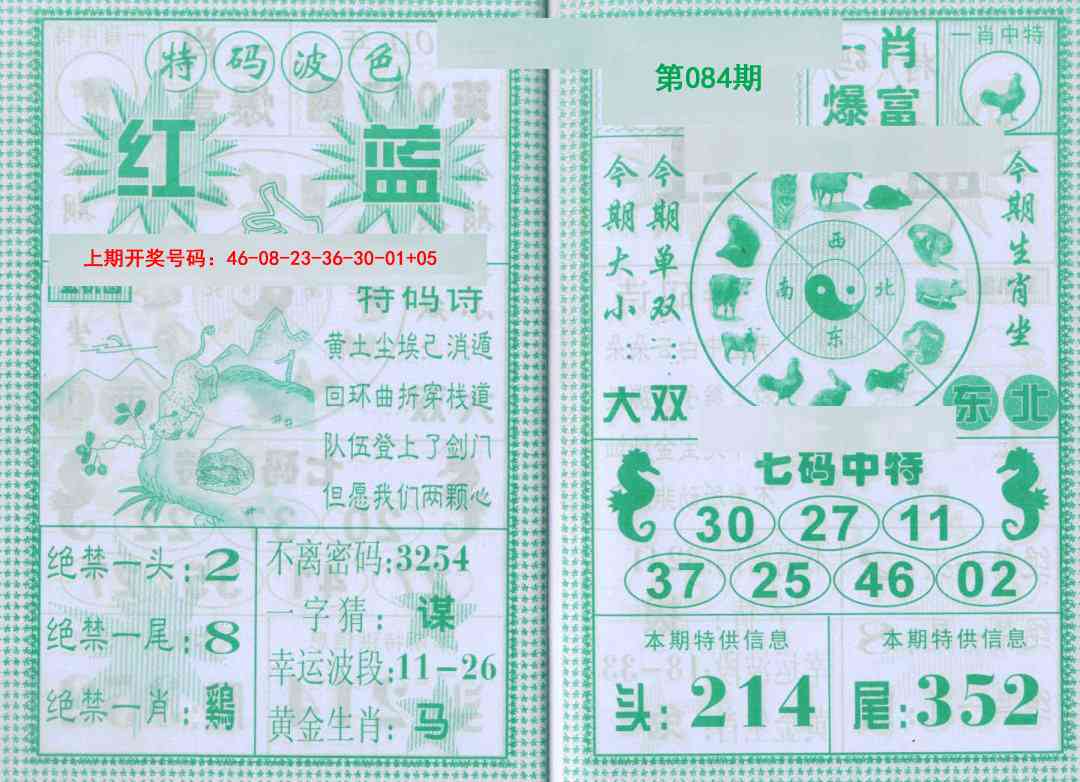 特码波色
红 蓝
上期开奖号码：46-08-23-36-30-01+05
特码诗
黄土尘埃已消遁
回环曲折穿栈道
队伍登上了剑门
但愿我们两颗心
绝禁一头:2
绝禁一尾:8
绝禁一肖:鷄
不离密码:3254
一字猜：谋
幸运波段:11-26
黄金生肖:马
第084期
一肖
爆富
一肖中特
今期大小：大
今期单双：双
西
南 北
东
今期生肖坐
东北
七码中特
30 27 11
37 25 46 02
本期特供信息
头:214
本期特供信息
尾:352